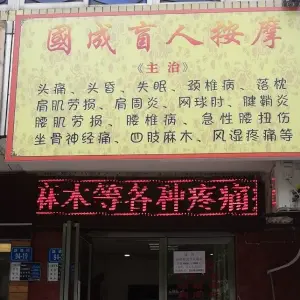 國成盲人按摩
《主治》
头痛、头昏、失眠、颈椎病、落枕
肩肌劳损、肩周炎、网球肘、腱鞘炎
腰肌劳损、腰椎病、急性腰扭伤
坐骨神经痛、四肢麻木、风湿疼痛等
麻木等各种疼痛